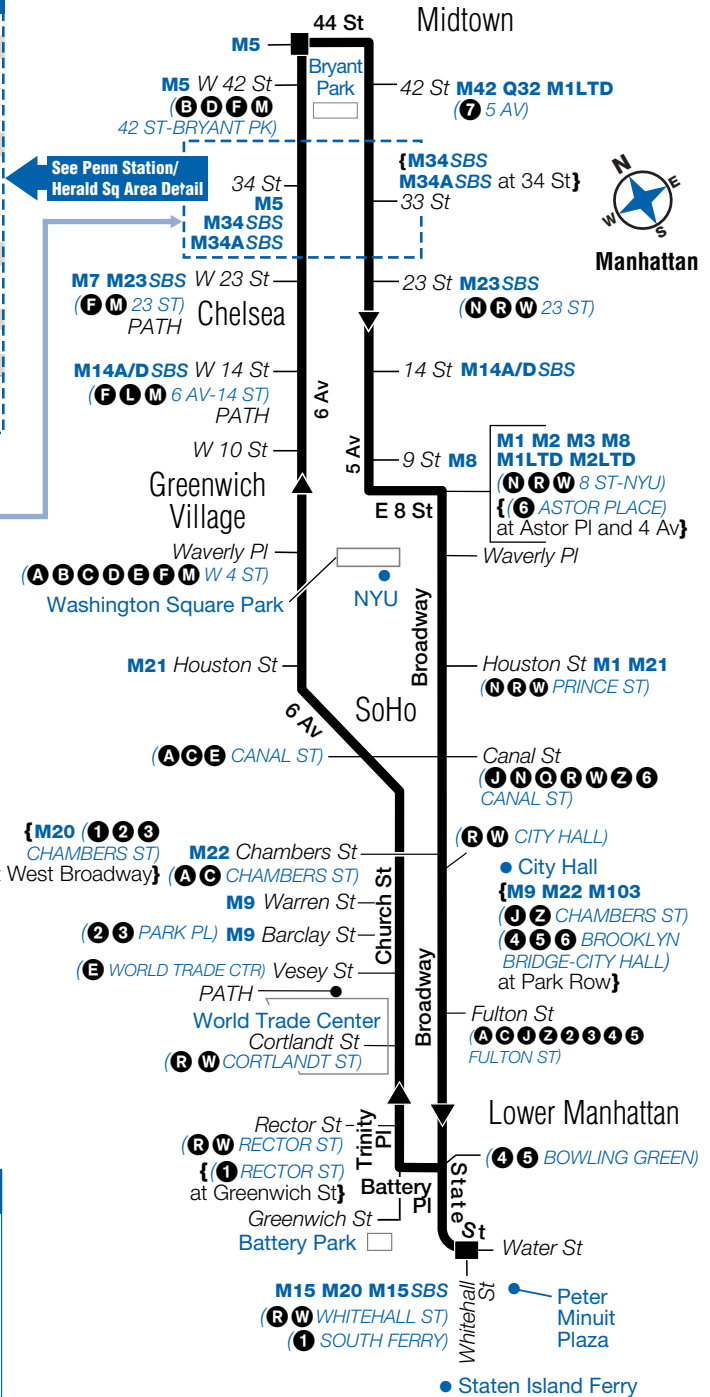 Midtown
44 St
M5
Bryant
Park
M5 W 42 St
(B D F M
42 ST-BRYANT PK)
42 St M42 Q32 M1LTD
(7 5 AV)
See Penn Station/
Herald Sq Area Detail
34 St
M5
M34SBS
M34ASBS
{M34SBS
M34ASBS at 34 St}
33 St
N
E
S
W
Manhattan
M7 M23SBS W 23 St
(F M 23 ST)
PATH
Chelsea
23 St M23SBS
(N R W 23 ST)
M14A/DSBS W 14 St
(F L M 6 AV-14 ST)
PATH
6 Av
14 St M14A/DSBS
W 10 St
5 Av
9 St M8
M1 M2 M3 M8
M1LTD M2LTD
(N R W 8 ST-NYU)
{(6 ASTOR PLACE)
at Astor Pl and 4 Av}
Greenwich
Village
E 8 St
Waverly Pl
(A B C D E F M W 4 ST)
Waverly Pl
Washington Square Park
NYU
Broadway
M21 Houston St
Houston St M1 M21
(N R W PRINCE ST)
6 Av
SoHo
(A C E CANAL ST)
Canal St
(J N Q R W Z 6
CANAL ST)
{M20 (1 2 3
CHAMBERS ST)
West Broadway}
M22 Chambers St
(A C CHAMBERS ST)
(R W CITY HALL)
City Hall
{M9 M22 M103
(J Z CHAMBERS ST)
(4 5 6 BROOKLYN
BRIDGE-CITY HALL)
at Park Row}
M9 Warren St
Church St
(2 3 PARK PL) M9 Barclay St
(E WORLD TRADE CTR) Vesey St
PATH
World Trade Center
Cortlandt St
(R W CORTLANDT ST)
Broadway
Fulton St
(A C J Z 2 3 4 5
FULTON ST)
Lower Manhattan
Rector St
(R W RECTOR ST)
{(1 RECTOR ST)
at Greenwich St}
Trinity
Pl
Battery
Pl
(4 5 BOWLING GREEN)
State
St
Greenwich St
Battery Park
Water St
M15 M20 M15SBS
(R W WHITEHALL ST)
(1 SOUTH FERRY)
Whitehall
St
Peter
Minuit
Plaza
Staten Island Ferry